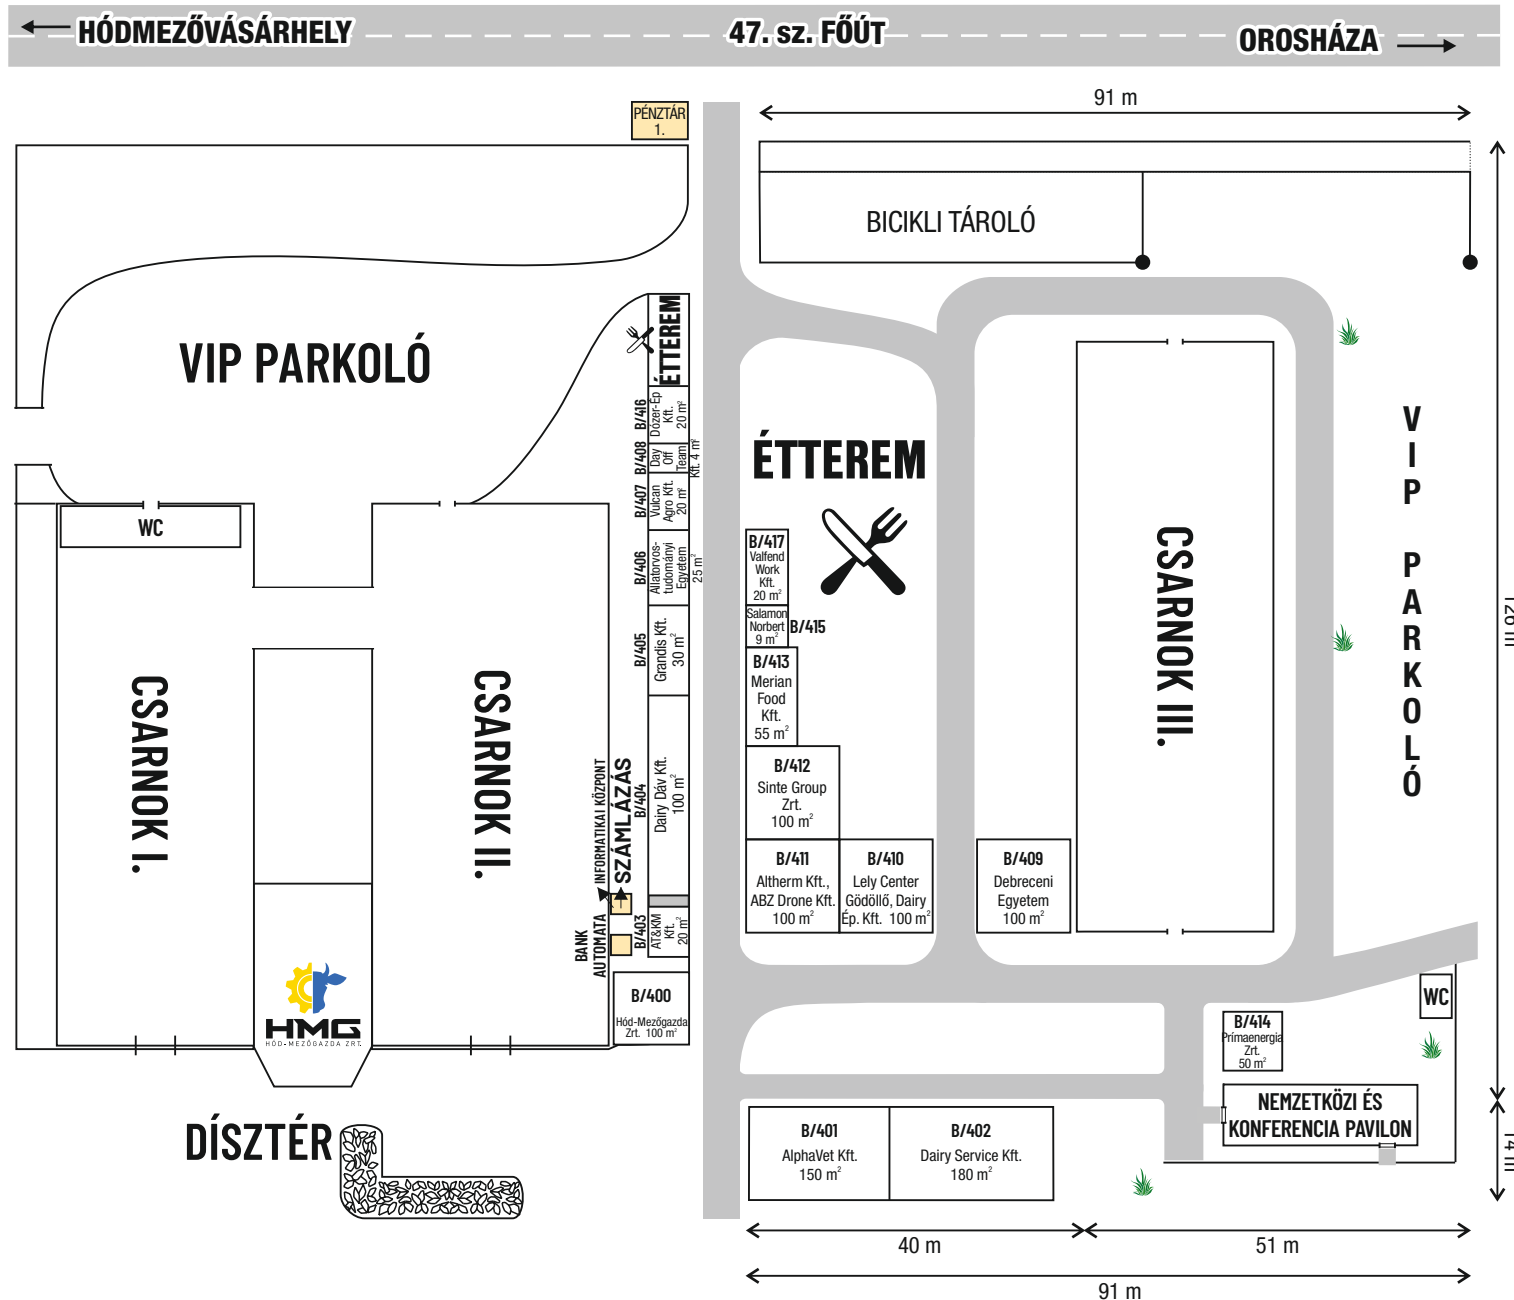 HÓDMEZŐVÁSÁRHELY
47. sz. FŐÚT
OROSHÁZA
PÉNZTÁR
1.
91 m
BICIKLI TÁROLÓ
VIP PARKOLÓ
ÉTTEREM
B/416
Dózer-Ép
Kft.
20 m²
B/408
Day
Off
Team
Kft. 4 m²
B/407
Vulcan
Agro Kft.
20 m²
B/406
Állatorvos-
tudományi
Egyetem
25 m²
B/405
Grandis Kft.
30 m²
B/404
Dairy Dáv Kft.
100 m²
B/403
AT&KM
Kft.
20 m²
INFORMATIKAI KÖZPONT
SZÁMLÁZÁS
BANK
AUTOMATA
B/400
Hód-Mezőgazda
Zrt. 100 m²
WC
CSARNOK I.
CSARNOK II.
HMG
HÓD-MEZŐGAZDA ZRT.
DÍSZTÉR
ÉTTEREM
B/417
Valfend
Work
Kft.
20 m²
Salamon
Norbert
9 m²
B/415
B/413
Merian
Food
Kft.
55 m²
B/412
Sinte Group
Zrt.
100 m²
B/411
Altherm Kft.,
ABZ Drone Kft.
100 m²
B/410
Lely Center
Gödöllő, Dairy
Ép. Kft. 100 m²
B/409
Debreceni
Egyetem
100 m²
CSARNOK III.
VIP PARKOLÓ
WC
B/414
Prímaenergia
Zrt.
50 m²
NEMZETKÖZI ÉS
KONFERENCIA PAVILON
B/401
AlphaVet Kft.
150 m²
B/402
Dairy Service Kft.
180 m²
40 m
51 m
91 m